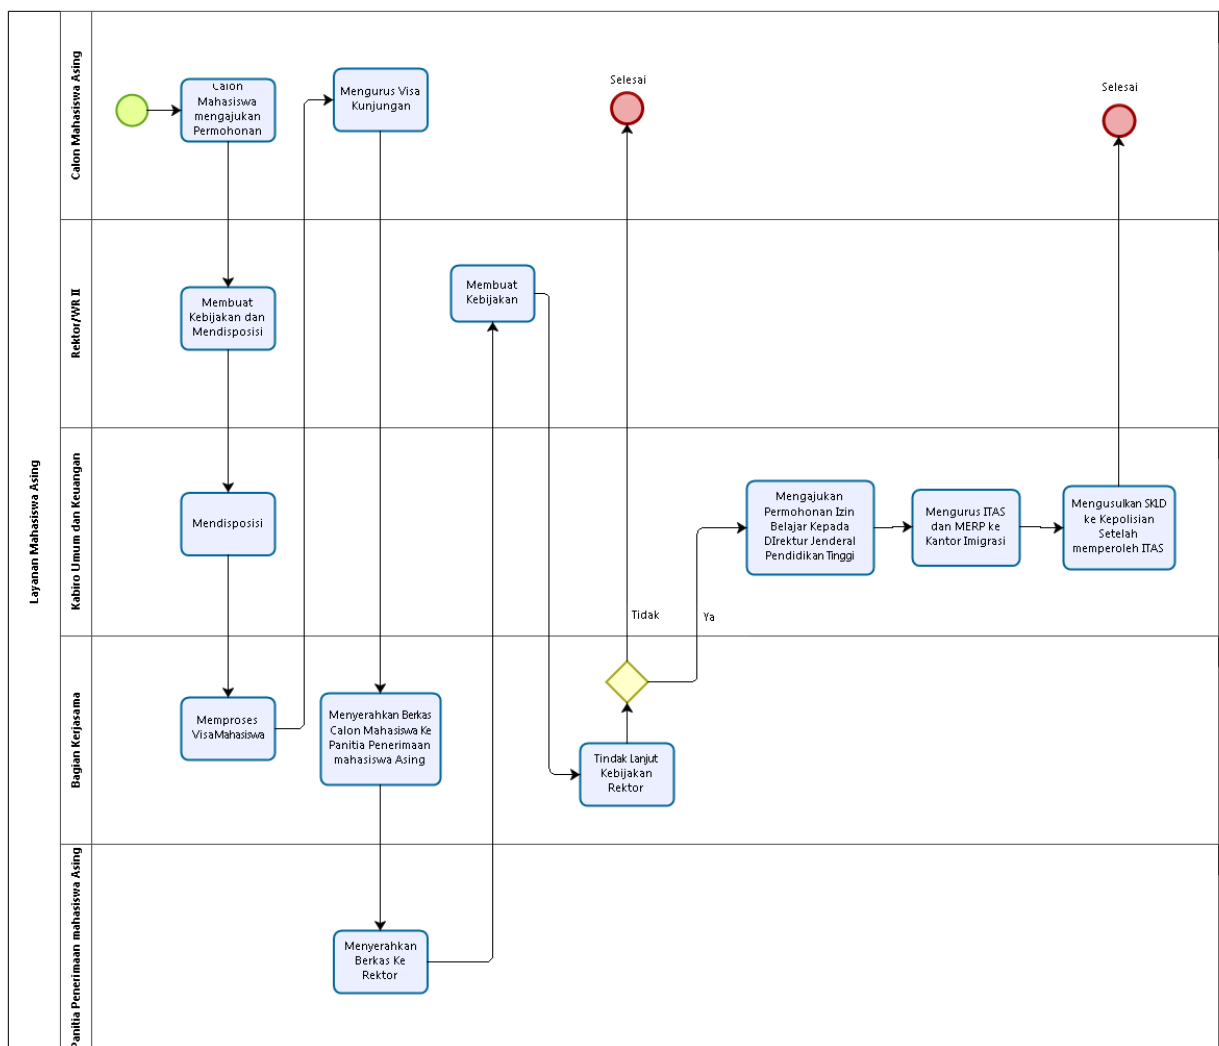 Layanan Mahasiswa Asing
Calon Mahasiswa Asing
Calon
Mahasiswa
mengajukan
Permohonan
Mengurus Visa
Kunjungan
Selesai
Selesai
Rektor/WR II
Membuat
Kebijakan dan
Mendisposisi
Membuat
Kebijakan
Kabiro Umum dan Keuangan
Mendisposisi
Mengajukan
Permohonan Izin
Belajar Kepada
DIrektur Jenderal
Pendidikan Tinggi
Mengurus ITAS
dan MERP ke
Kantor Imigrasi
Mengusulkan SKLD
ke Kepolisian
Setelah
memperoleh ITAS
Tidak
Ya
Bagian Kerjasama
Memproses
Visa Mahasiswa
Menyerahkan Berkas
Calon Mahasiswa Ke
Panitia Penerimaan
mahasiswa Asing
Tindak Lanjut
Kebijakan
Rektor
Panitia Penerimaan mahasiswa Asing
Menyerahkan
Berkas Ke
Rektor